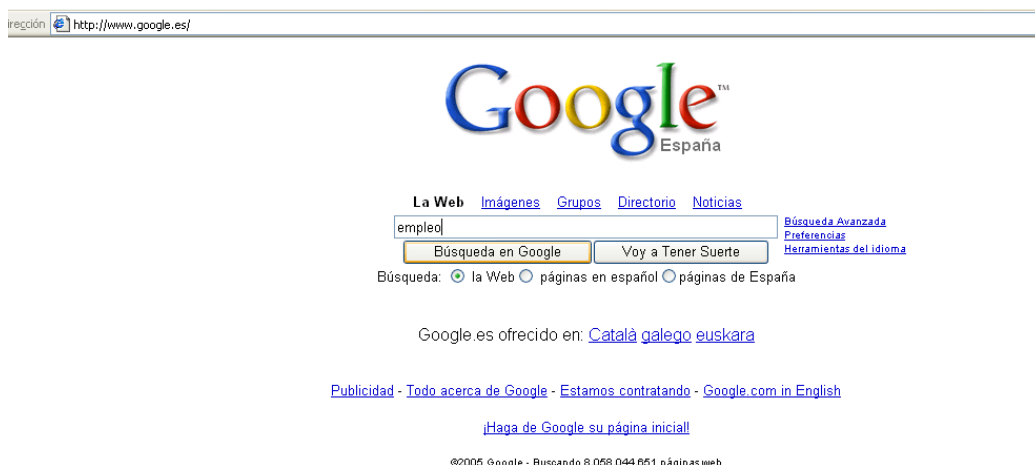 irección http://www.google.es/
Google™
España
La Web Imágenes Grupos Directorio Noticias
empleo
Búsqueda Avanzada
Preferencias
Herramientas del idioma
Búsqueda en Google Voy a Tener Suerte
Búsqueda: la Web páginas en español páginas de España
Google.es ofrecido en: Català galego euskara
Publicidad - Todo acerca de Google - Estamos contratando - Google.com in English
¡Haga de Google su página inicial!
©2005 Google - Buscando 8.058.044.651 páginas web